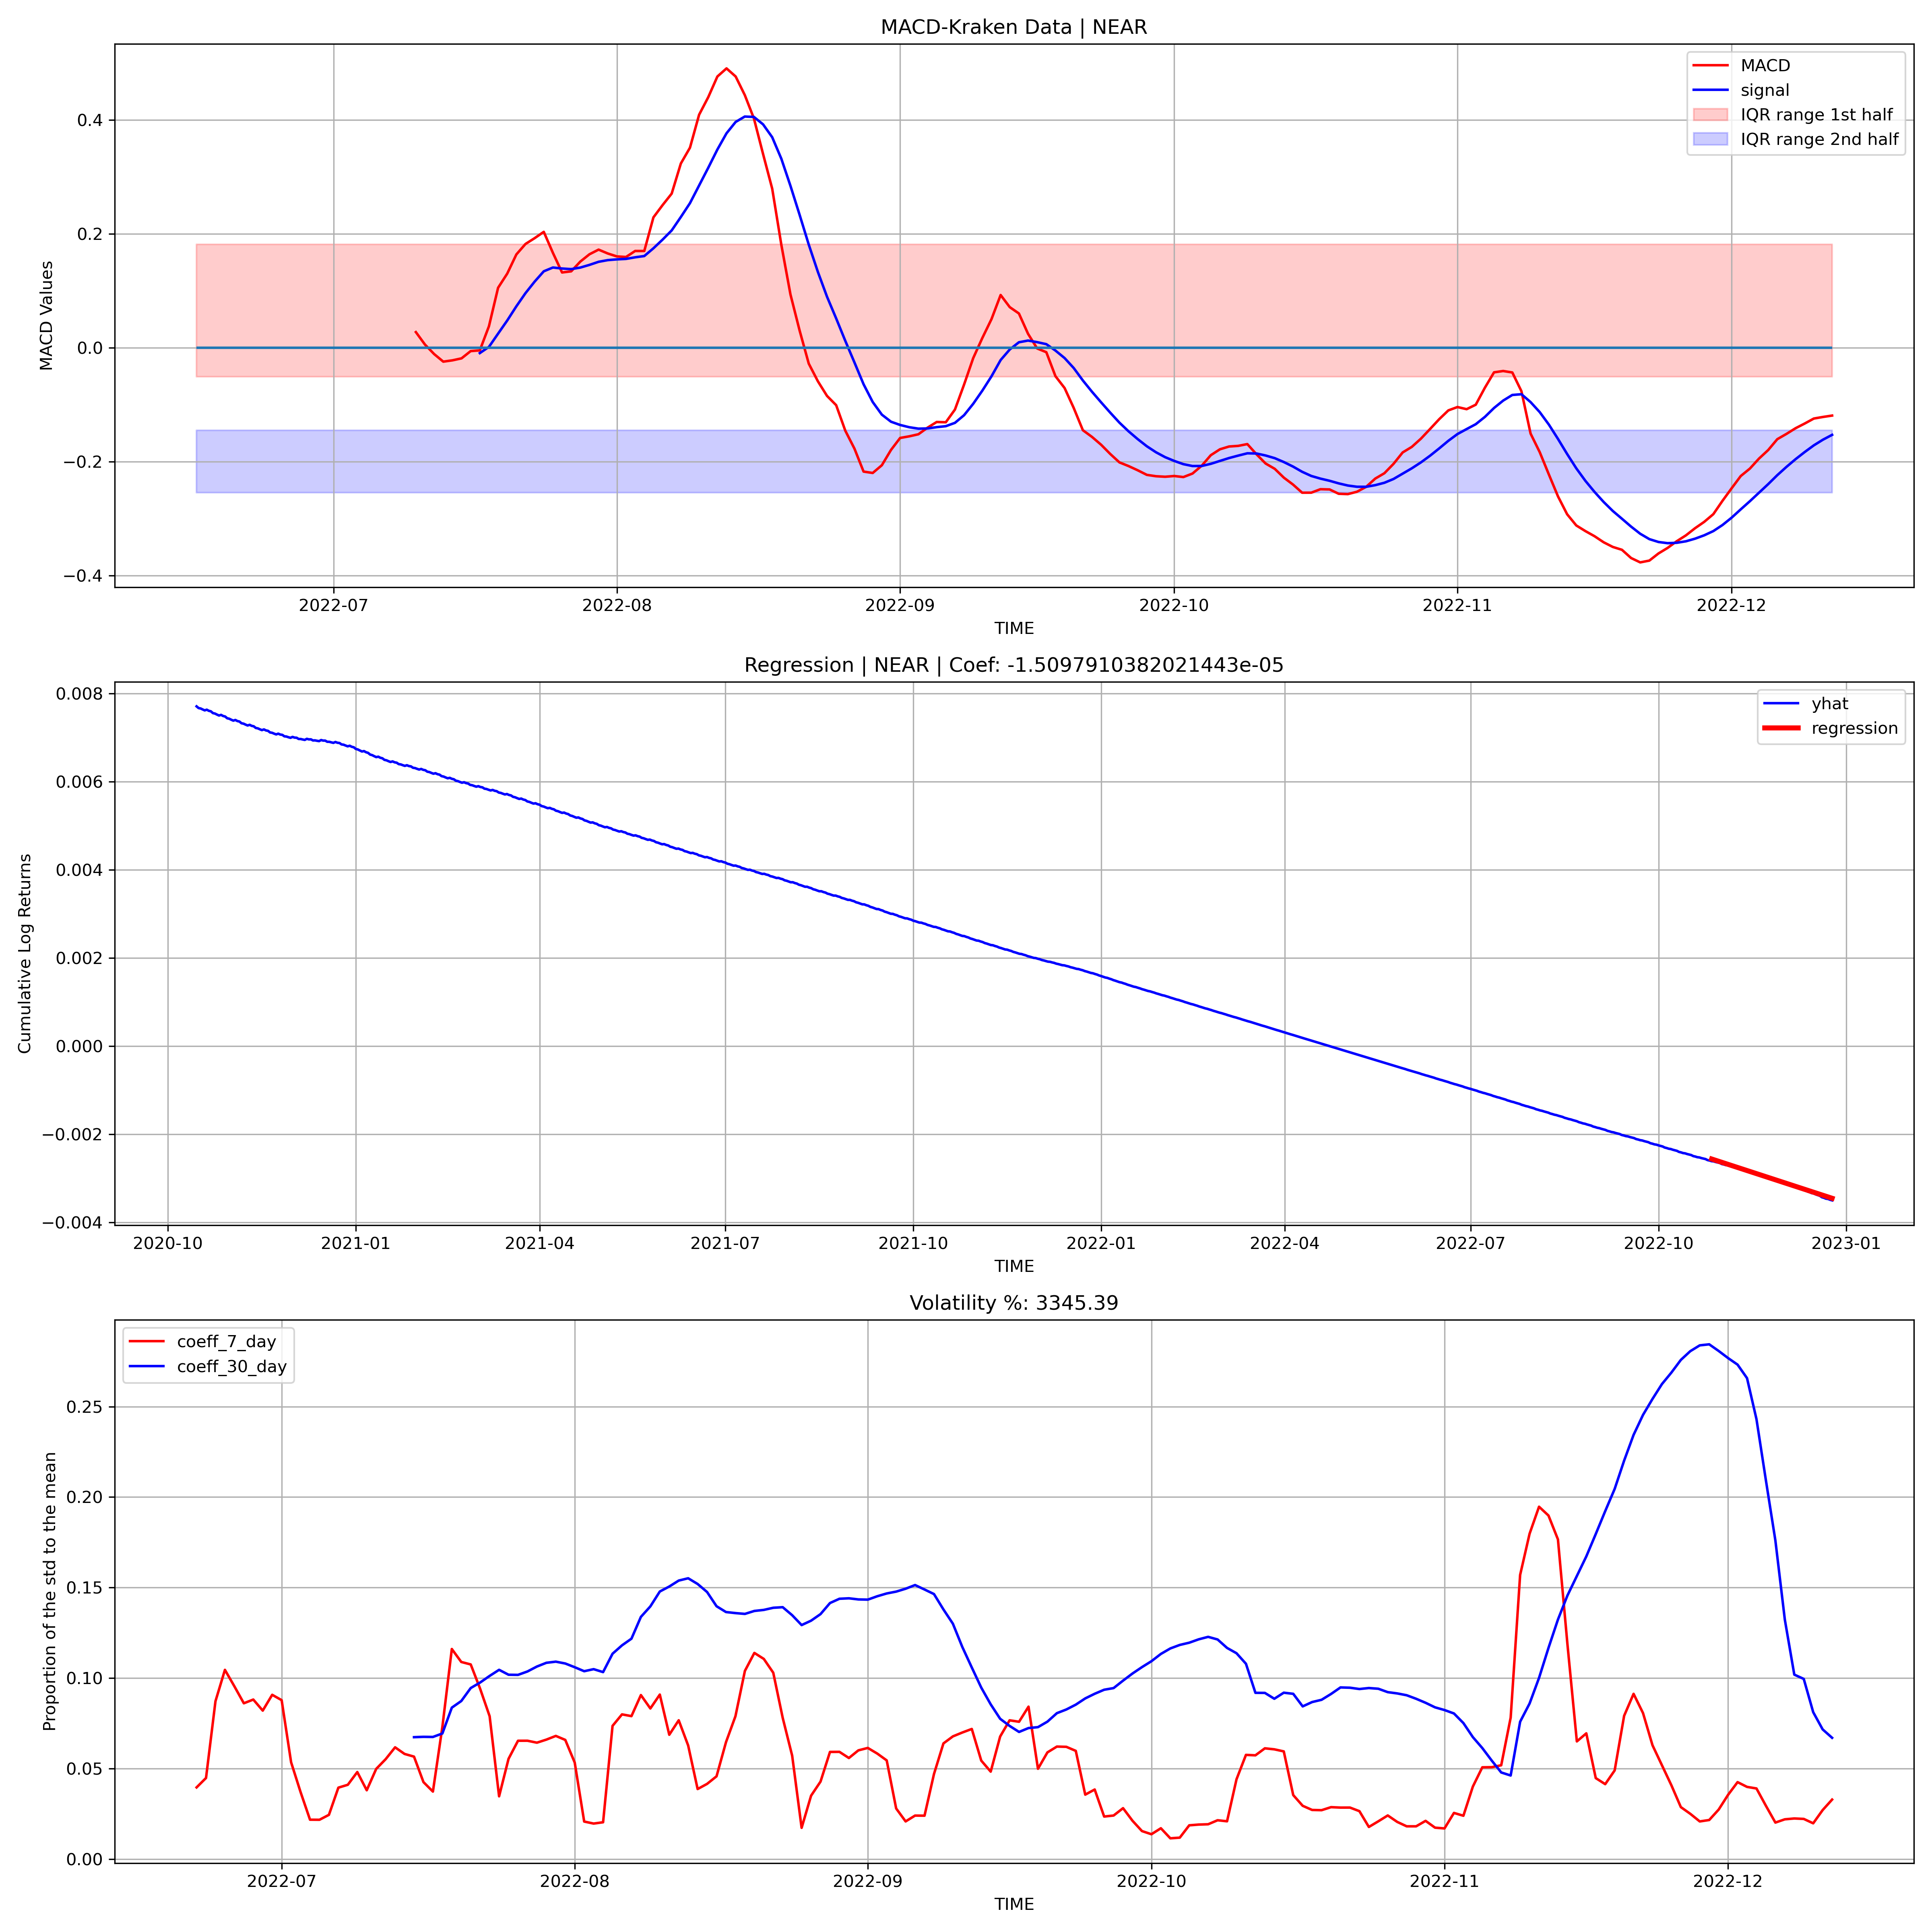 MACD-Kraken Data | NEAR
MACD
signal
IQR range 1st half
IQR range 2nd half
MACD Values
0.4
0.2
0.0
−0.2
−0.4
2022-07 2022-08 2022-09 2022-10 2022-11 2022-12
TIME
Regression | NEAR | Coef: -1.5097910382021443e-05
yhat
regression
Cumulative Log Returns
0.008
0.006
0.004
0.002
0.000
−0.002
−0.004
2020-10 2021-01 2021-04 2021-07 2021-10 2022-01 2022-04 2022-07 2022-10 2023-01
TIME
Volatility %: 3345.39
coeff_7_day
coeff_30_day
Proportion of the std to the mean
0.25
0.20
0.15
0.10
0.05
0.00
2022-07 2022-08 2022-09 2022-10 2022-11 2022-12
TIME